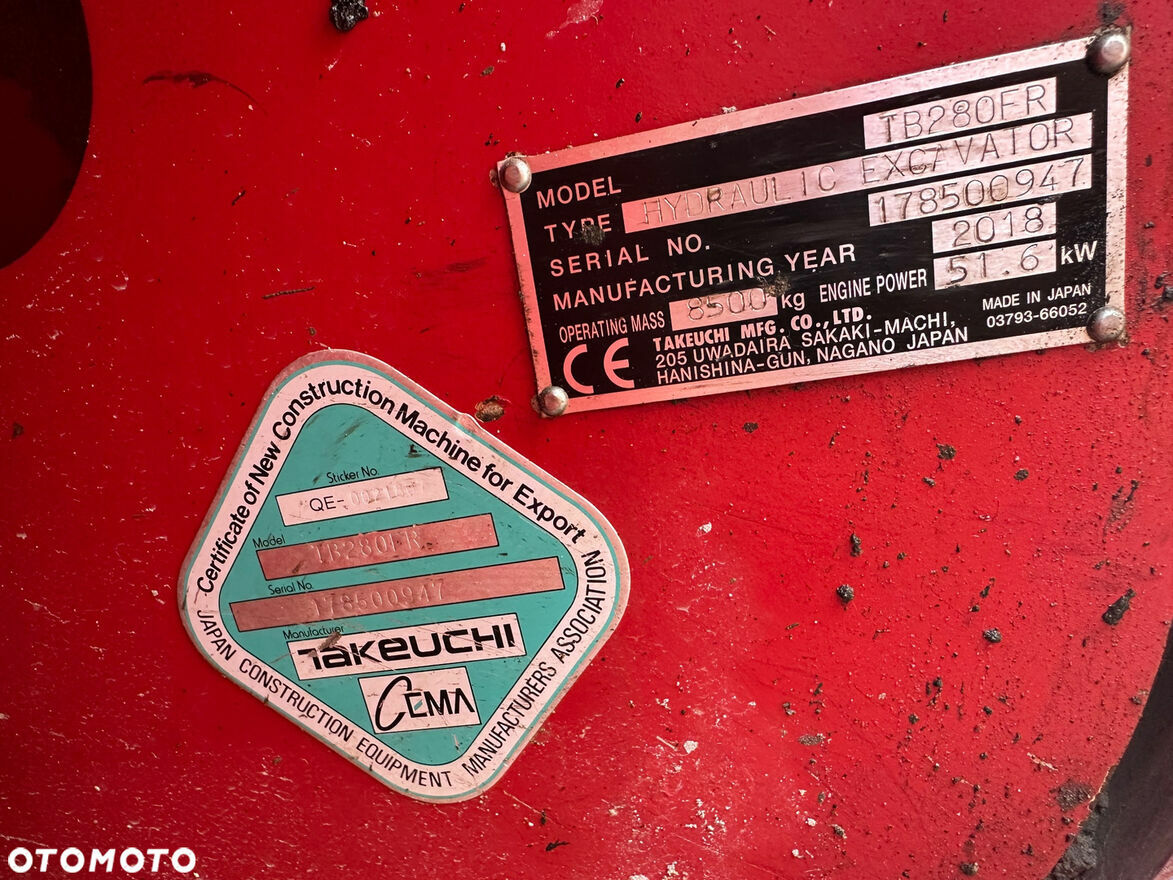 MODEL TB280FR
TYPE HYDRAULIC EXCAVATOR
SERIAL NO. 178500947
MANUFACTURING YEAR 2018
OPERATING MASS 8500 kg ENGINE POWER 51.6 kW
CE TAKEUCHI MFG. CO.,LTD.
205 UWADAIRA SAKAKI-MACHI,
HANISHINA-GUN, NAGANO JAPAN
MADE IN JAPAN
03793-66052
Certificate of New Construction Machine for Export
Sticker No.
QE-
Model
TB280FR
Serial No.
178500947
Manufacturer
TAKEUCHI
CEMA
JAPAN CONSTRUCTION EQUIPMENT MANUFACTURERS ASSOCIATION
OTOMOTO